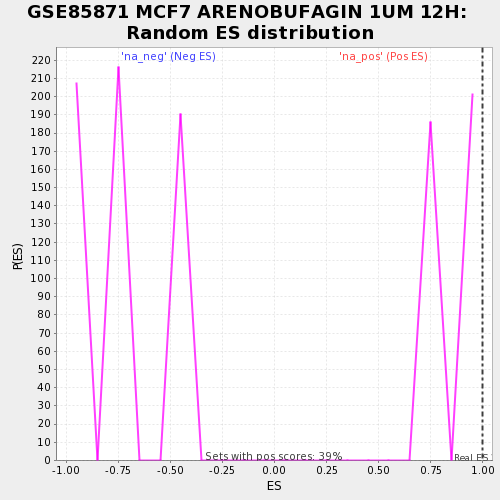 GSE85871 MCF7 ARENOBUFAGIN 1UM 12H:
Random ES distribution
'na_neg' (Neg ES)
'na_pos' (Pos ES)
220
210
200
190
180
170
160
150
140
130
120
110
100
90
80
70
60
50
40
30
20
10
0
P(ES)
Sets with pos scores: 39%
Real ES
-1.00 -0.75 -0.50 -0.25 0.00 0.25 0.50 0.75 1.00
ES